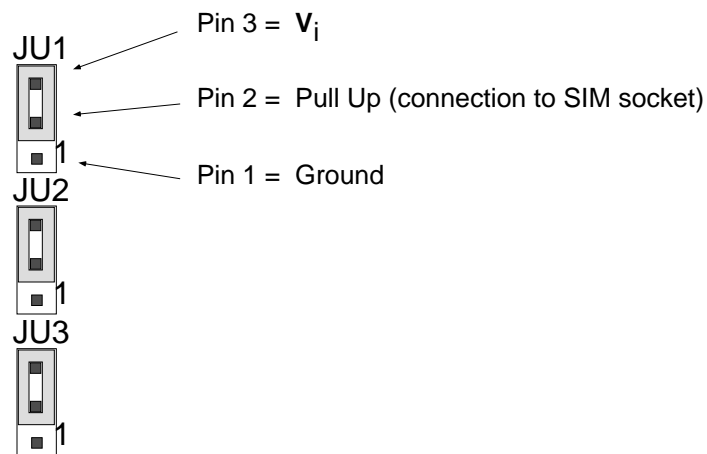 Pin 3 = Vi
JU1
Pin 2 = Pull Up (connection to SIM socket)
1
Pin 1 = Ground
JU2
1
JU3
1